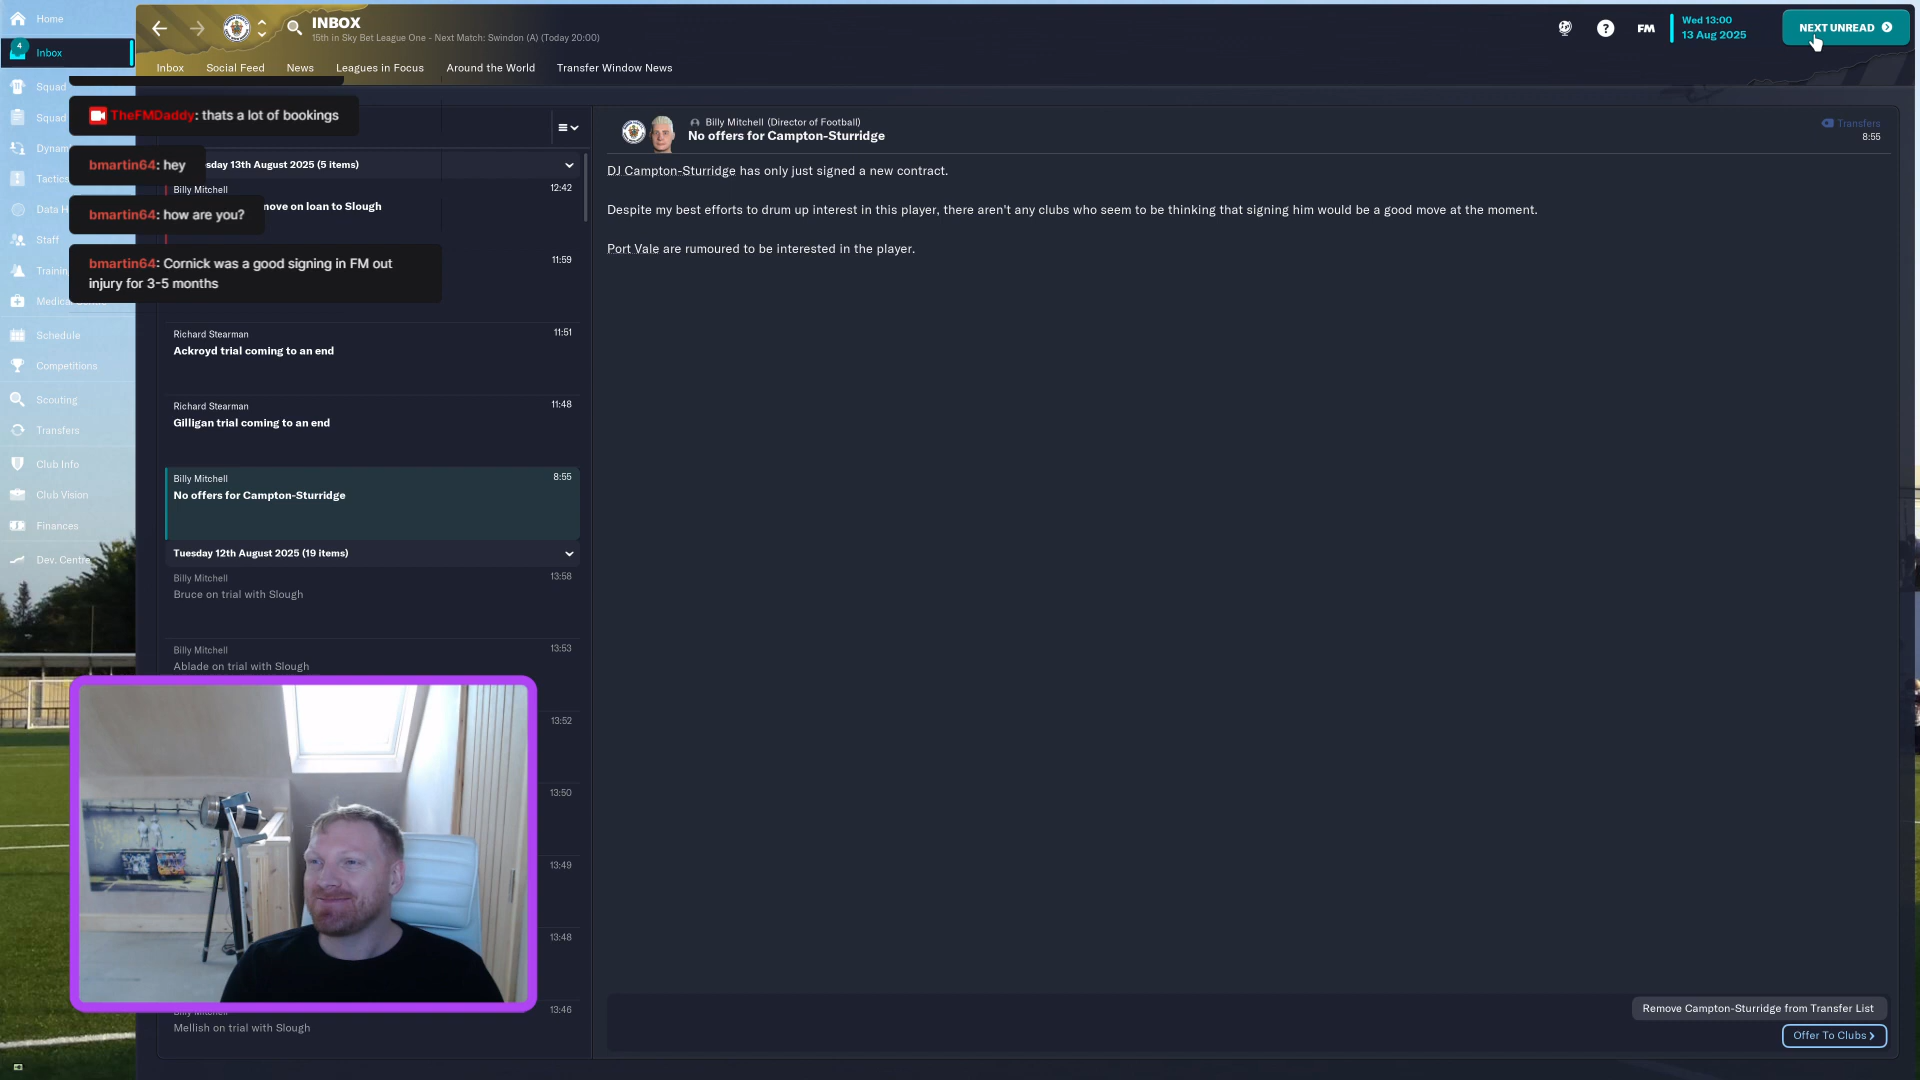 Home
4
Inbox
Squad
Squad
Dynam
Tactics
Data H
Staff
Trainin
Medical
Schedule
Competitions
Scouting
Transfers
Club Info
Club Vision
Finances
Dev. Centre
INBOX
15th in Sky Bet League One - Next Match: Swindon (A) (Today 20:00)
Inbox
Social Feed
News
Leagues in Focus
Around the World
Transfer Window News
?
FM
Wed 13:00
13 Aug 2025
NEXT UNREAD
TheFMDaddy: thats a lot of bookings
bmartin64: hey
bmartin64: how are you?
bmartin64: Cornick was a good signing in FM out
injury for 3-5 months
sday 13th August 2025 (5 items)
Billy Mitchell
12:42
move on loan to Slough
11:59
Richard Stearman
11:51
Ackroyd trial coming to an end
Richard Stearman
11:48
Gilligan trial coming to an end
Billy Mitchell
8:55
No offers for Campton-Sturridge
Tuesday 12th August 2025 (19 items)
Billy Mitchell
13:58
Bruce on trial with Slough
Billy Mitchell
13:53
Ablade on trial with Slough
13:52
13:50
13:49
13:48
Billy Mitchell
13:46
Mellish on trial with Slough
Billy Mitchell (Director of Football)
No offers for Campton-Sturridge
Transfers
8:55
DJ Campton-Sturridge has only just signed a new contract.
Despite my best efforts to drum up interest in this player, there aren't any clubs who seem to be thinking that signing him would be a good move at the moment.
Port Vale are rumoured to be interested in the player.
Remove Campton-Sturridge from Transfer List
Offer To Clubs